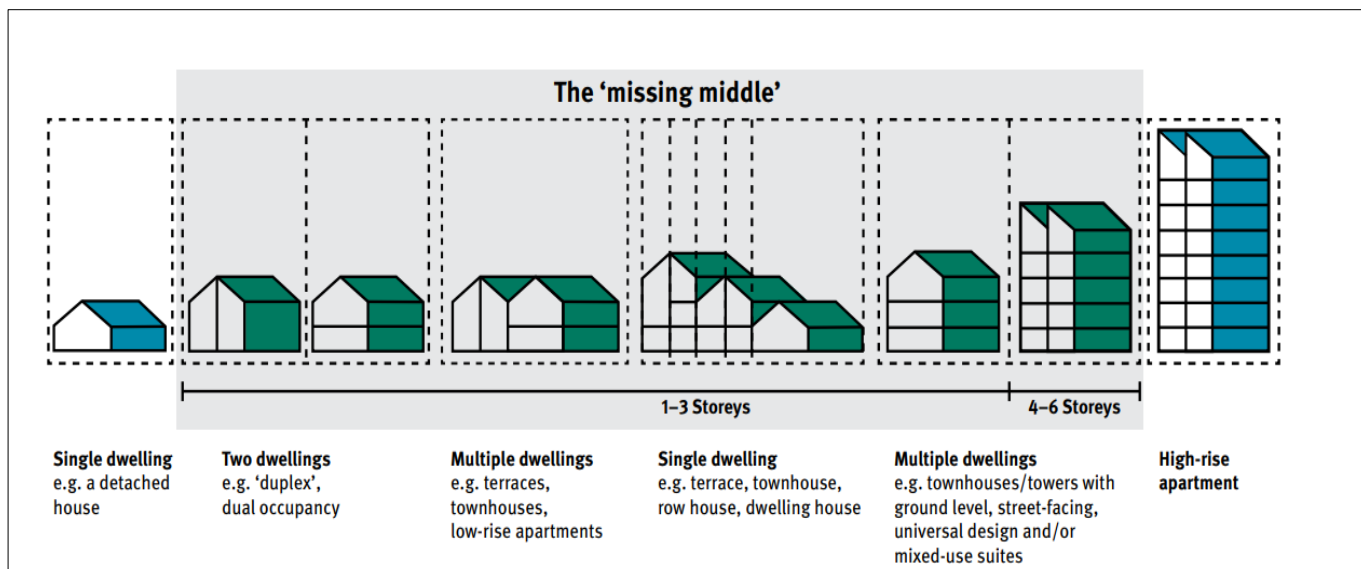 The ‘missing middle’
1–3 Storeys
4–6 Storeys
Single dwelling
e.g. a detached
house
Two dwellings
e.g. ‘duplex’,
dual occupancy
Multiple dwellings
e.g. terraces,
townhouses,
low-rise apartments
Single dwelling
e.g. terrace, townhouse,
row house, dwelling house
Multiple dwellings
e.g. townhouses/towers with
ground level, street-facing,
universal design and/or
mixed-use suites
High-rise
apartment